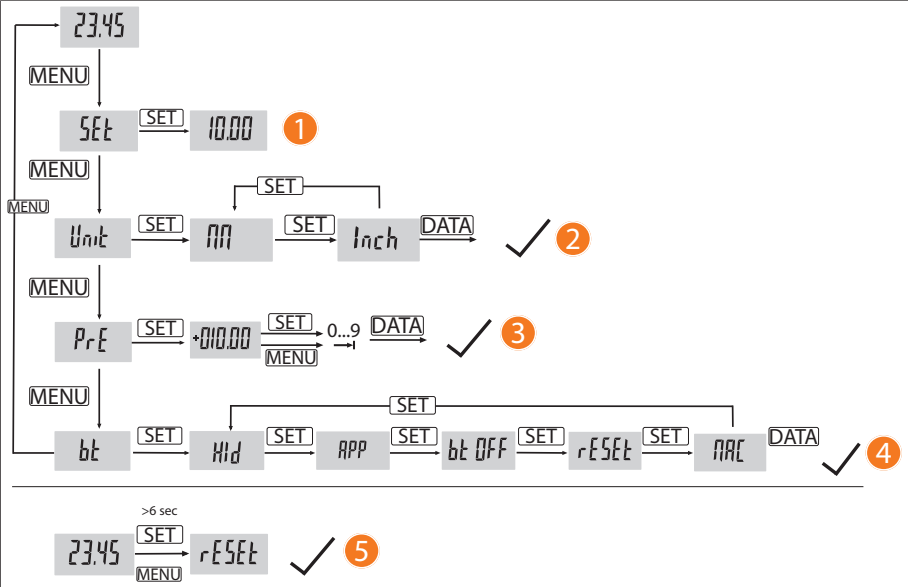 23.45
MENU
SEt SET 10.00 1
MENU
MENU
SET
Unit SET MM SET Inch DATA 2
MENU
PrE SET +010.00 SET MENU 0...9 DATA 3
MENU
SET
bt SET HId SET APP SET bt OFF SET rESEt SET MAC DATA 4
>6 sec
23.45 SET MENU rESEt 5